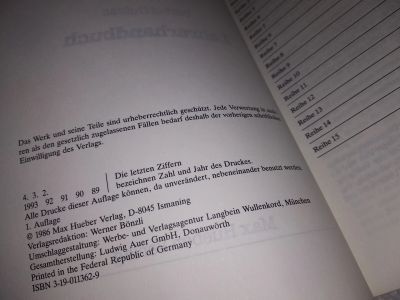 Lehrerhandbuch
Das Werk und seine Teile sind urheberrechtlich geschützt. Jede Verwertung in ande-
ren als den gesetzlich zugelassenen Fällen bedarf deshalb der vorherigen schriftlichen
Einwilligung des Verlags.
4. 3. 2. Die letzten Ziffern
1993 92 91 90 89 bezeichnen Zahl und Jahr des Druckes.
Alle Drucke dieser Auflage können, da unverändert, nebeneinander benutzt werden.
1. Auflage
© 1986 Max Hueber Verlag, D-8045 Ismaning
Verlagsredaktion: Werner Bönzli
Umschlaggestaltung: Werbe- und Verlagsagentur Langbein Wullenkord, München
Gesamtherstellung: Ludwig Auer GmbH, Donauwörth
Printed in the Federal Republic of Germany
ISBN 3-19-011362-9
Reihe 7
Reihe 8
Reihe 9
Reihe 10
Reihe 11
Reihe 12
Reihe 13
Reihe 14
Reihe 15